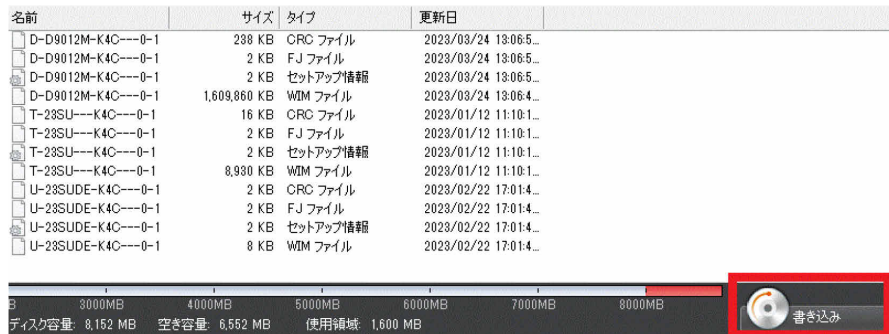 名前 サイズ タイプ 更新日
D-D9012M-K4C---0-1 238 KB CRC ファイル 2023/03/24 13:06:5...
D-D9012M-K4C---0-1 2 KB FJ ファイル 2023/03/24 13:06:5...
D-D9012M-K4C---0-1 2 KB セットアップ情報 2023/03/24 13:06:5...
D-D9012M-K4C---0-1 1,609,860 KB WIM ファイル 2023/03/24 13:06:4...
T-23SU---K4C---0-1 16 KB CRC ファイル 2023/01/12 11:10:1...
T-23SU---K4C---0-1 2 KB FJ ファイル 2023/01/12 11:10:1...
T-23SU---K4C---0-1 2 KB セットアップ情報 2023/01/12 11:10:1...
T-23SU---K4C---0-1 8,930 KB WIM ファイル 2023/01/12 11:10:1...
U-23SUDE-K4C---0-1 2 KB CRC ファイル 2023/02/22 17:01:4...
U-23SUDE-K4C---0-1 2 KB FJ ファイル 2023/02/22 17:01:4...
U-23SUDE-K4C---0-1 2 KB セットアップ情報 2023/02/22 17:01:4...
U-23SUDE-K4C---0-1 8 KB WIM ファイル 2023/02/22 17:01:4...
B 3000MB 4000MB 5000MB 6000MB 7000MB 8000MB
ディスク容量: 8,152 MB 空き容量: 6,552 MB 使用領域: 1,600 MB
書き込み